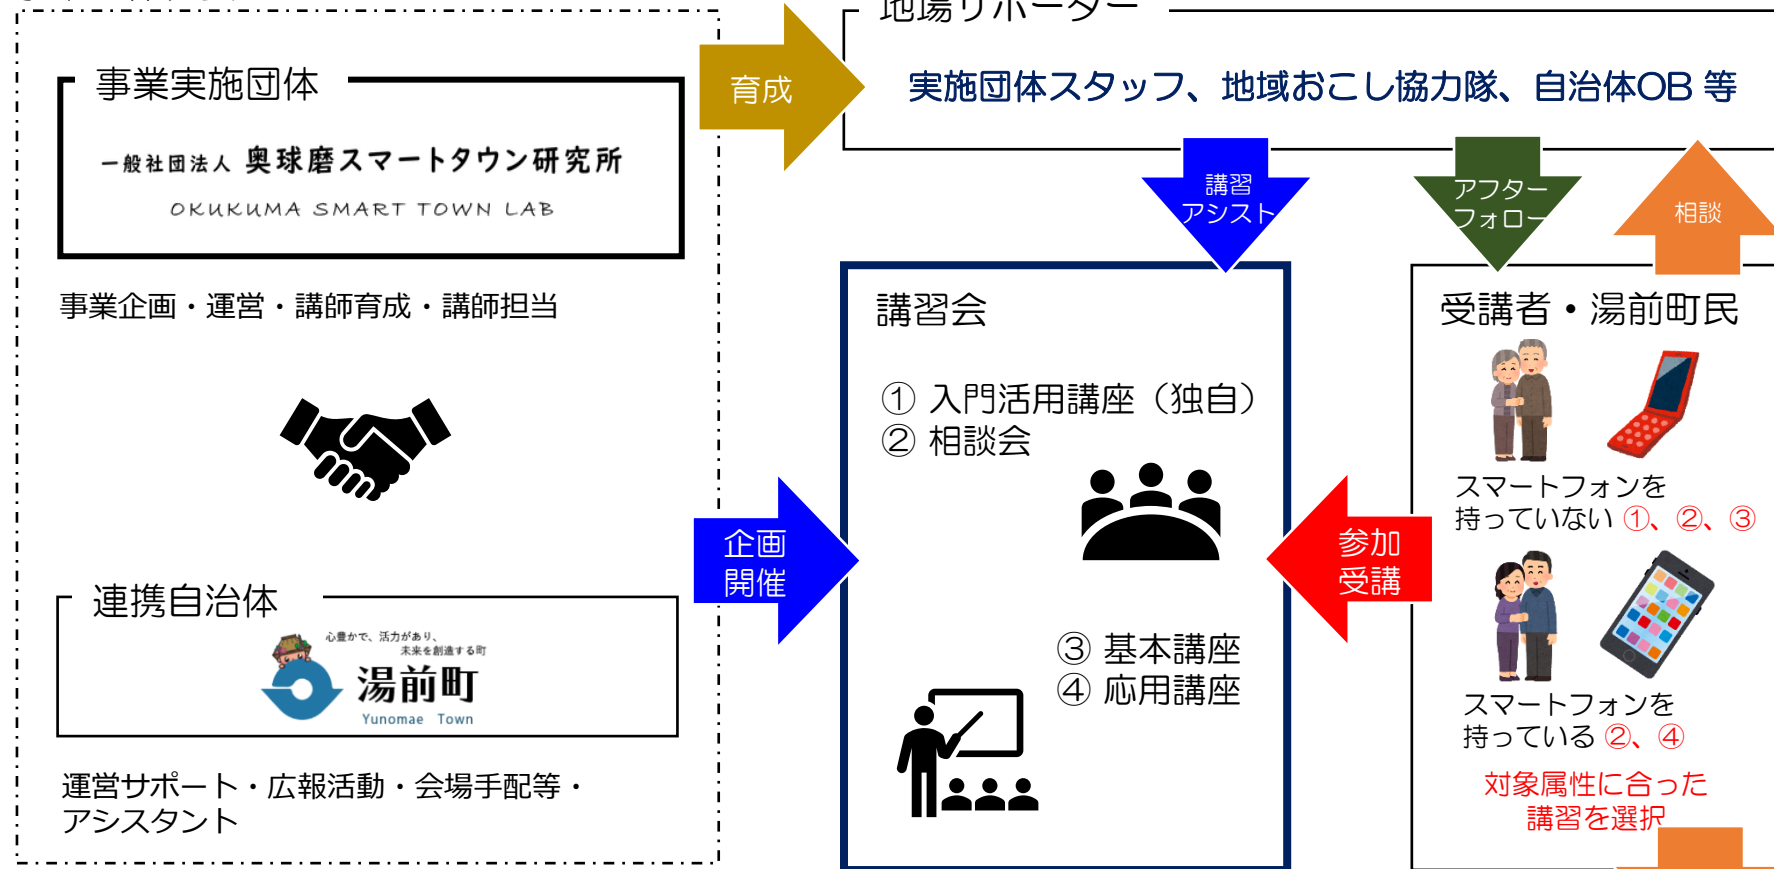 事業実施団体
一般社団法人 奥球磨スマートタウン研究所
OKUKUMA SMART TOWN LAB
事業企画・運営・講師育成・講師担当
連携自治体
心豊かで、活力があり、
未来を創造する町
湯前町
Yunomae Town
運営サポート・広報活動・会場手配等・
アシスタント
育成
企画
開催
地場サポーター
実施団体スタッフ、地域おこし協力隊、自治体OB 等
講習
アシスト
アフター
フォロー
相談
講習会
① 入門活用講座（独自）
② 相談会
③ 基本講座
④ 応用講座
参加
受講
受講者・湯前町民
スマートフォンを
持っていない ①、②、③
スマートフォンを
持っている ②、④
対象属性に合った
講習を選択